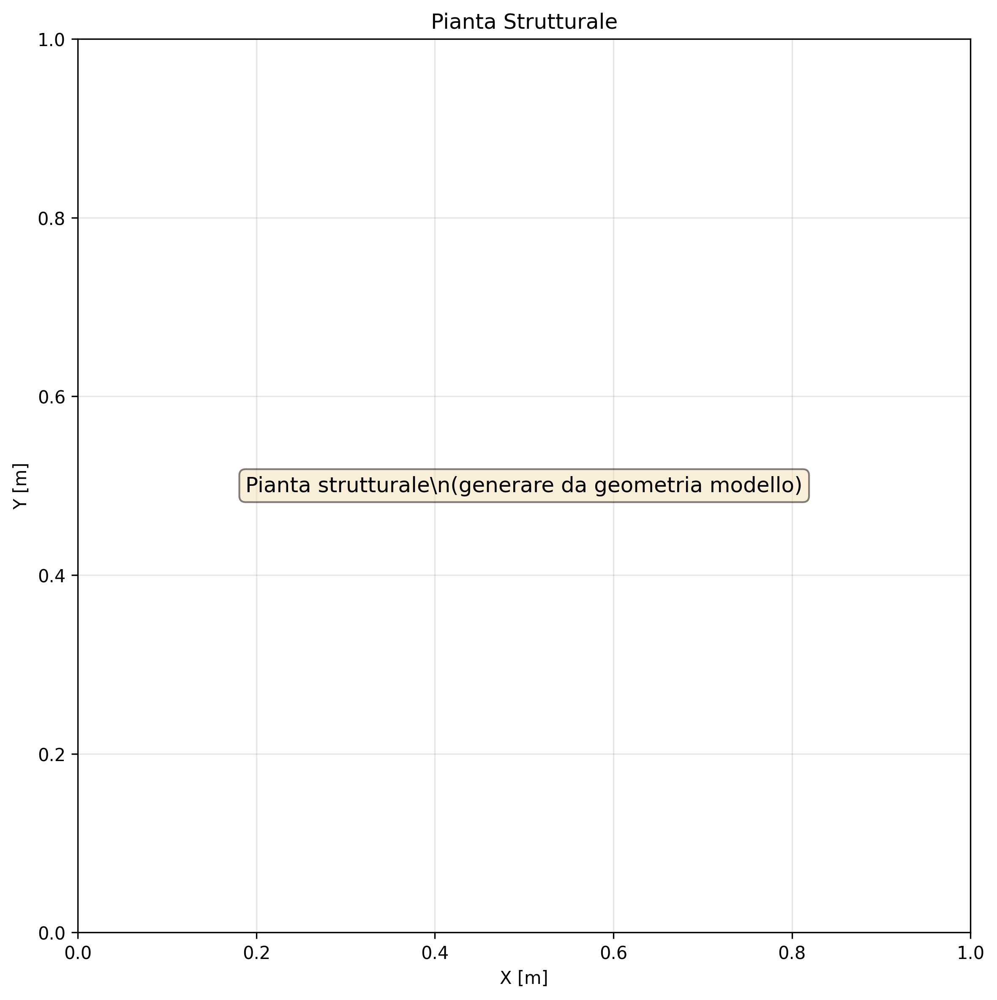 Pianta Strutturale
1.0
0.8
0.6
Y [m]
Pianta strutturale\n(generare da geometria modello)
0.4
0.2
0.0
0.0 0.2 0.4 0.6 0.8 1.0
X [m]